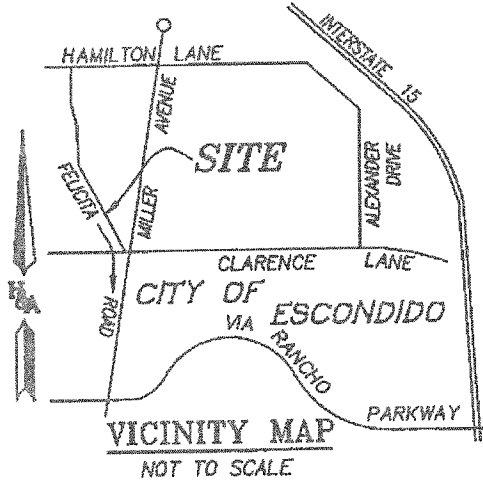 INTERSTATE 15
HAMILTON LANE
AVENUE
SITE
ALEXANDER
DRIVE
FELICITA
MILLER
CLARENCE LANE
CITY OF
ESCONDIDO
ROAD
VIA RANCHO
PARKWAY
VICINITY MAP
NOT TO SCALE